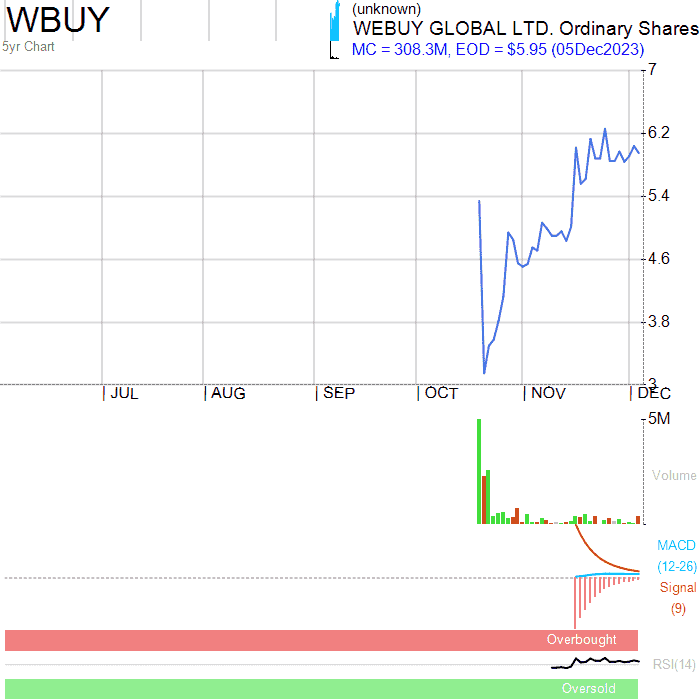 WBUY
5yr Chart
(unknown)
WEBUY GLOBAL LTD. Ordinary Shares
MC = 308.3M, EOD = $5.95 (05Dec2023)
7
6.2
5.4
4.6
3.8
3
JUL
AUG
SEP
OCT
NOV
DEC
5M
Volume
MACD
(12-26)
Signal
(9)
Overbought
RSI(14)
Oversold